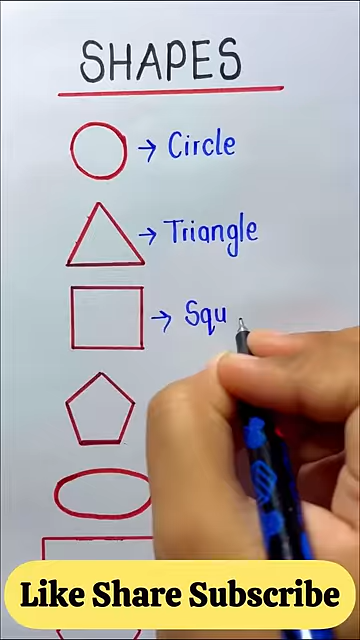 SHAPES
→ Circle
→ Triangle
→ Squ
Like Share Subscribe